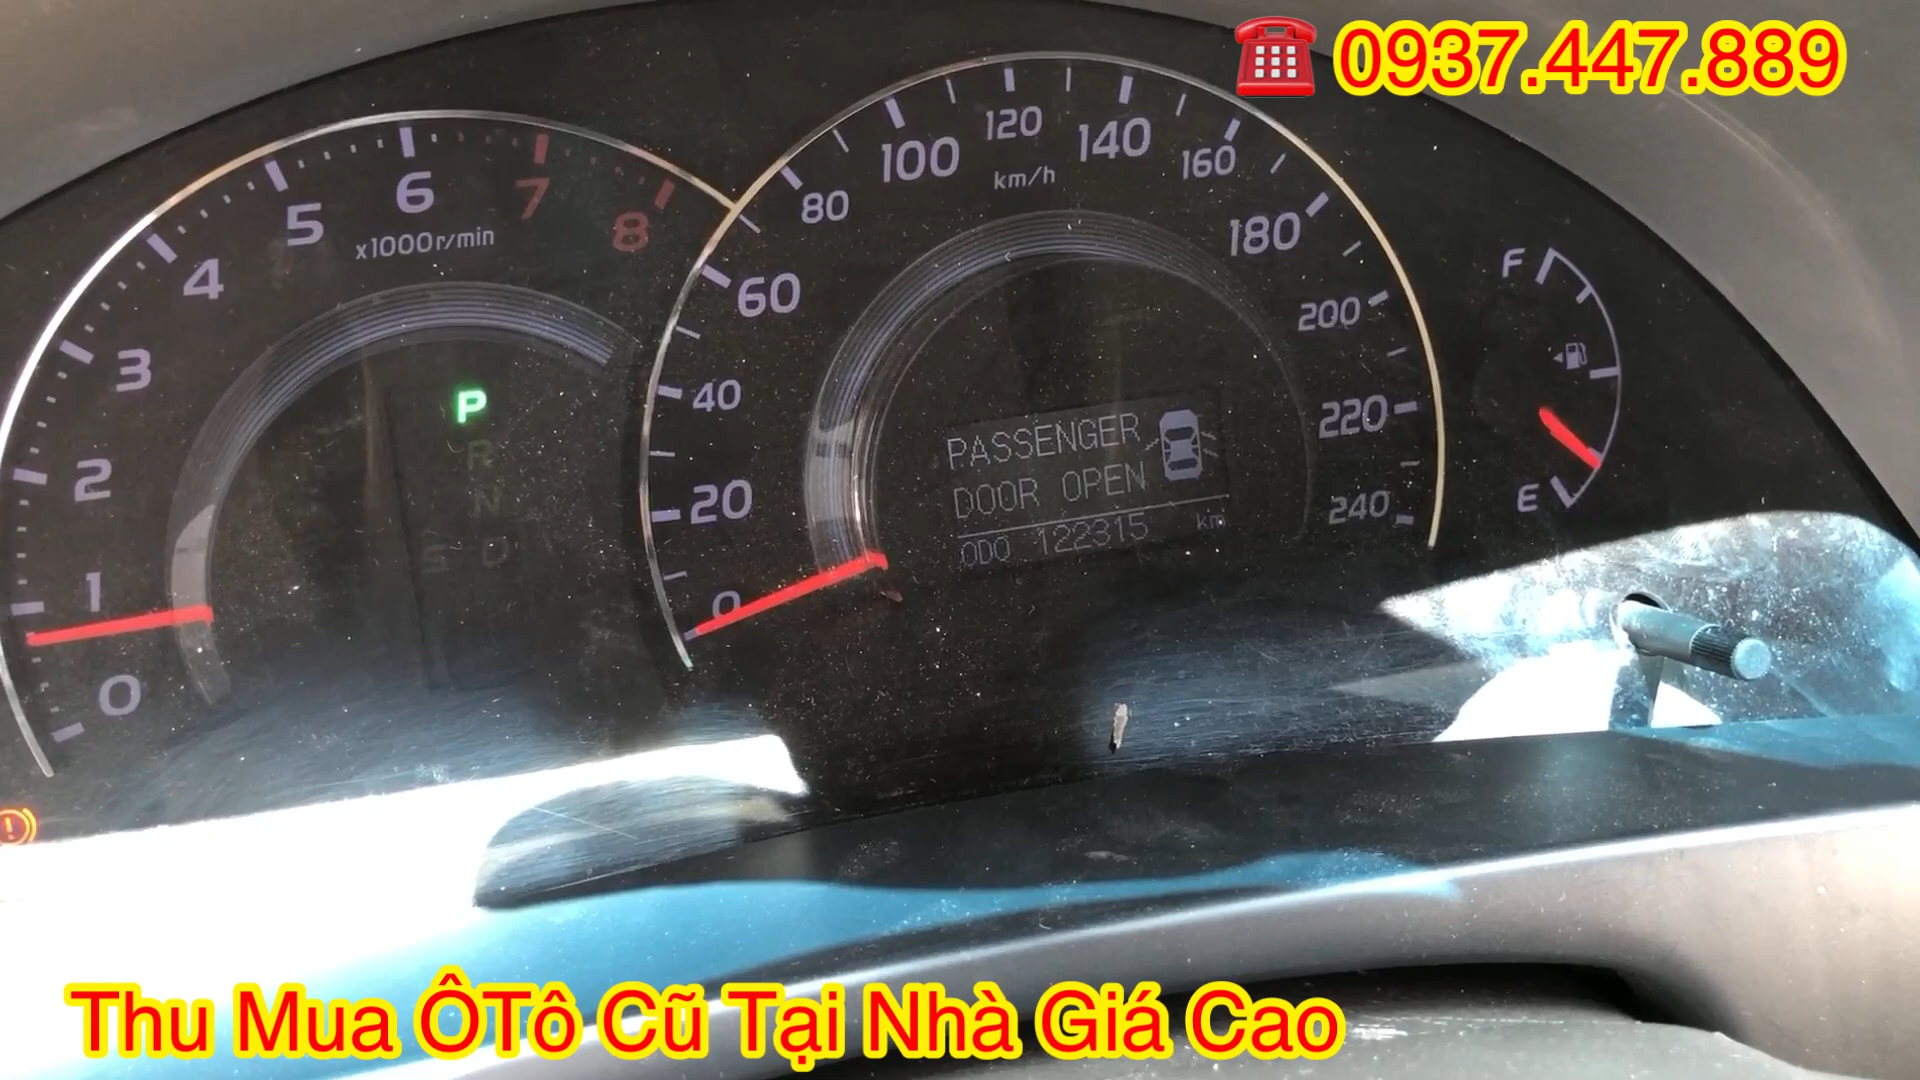 0937.447.889
8
7
6
5
4
3
2
1
0
x1000r/min
P
R
N
S D
0
20
40
60
80
100
120
140
160
180
200
220
240
km/h
PASSENGER
DOOR OPEN
ODO 122315 km
F
E
Thu Mua ÔTô Cũ Tại Nhà Giá Cao